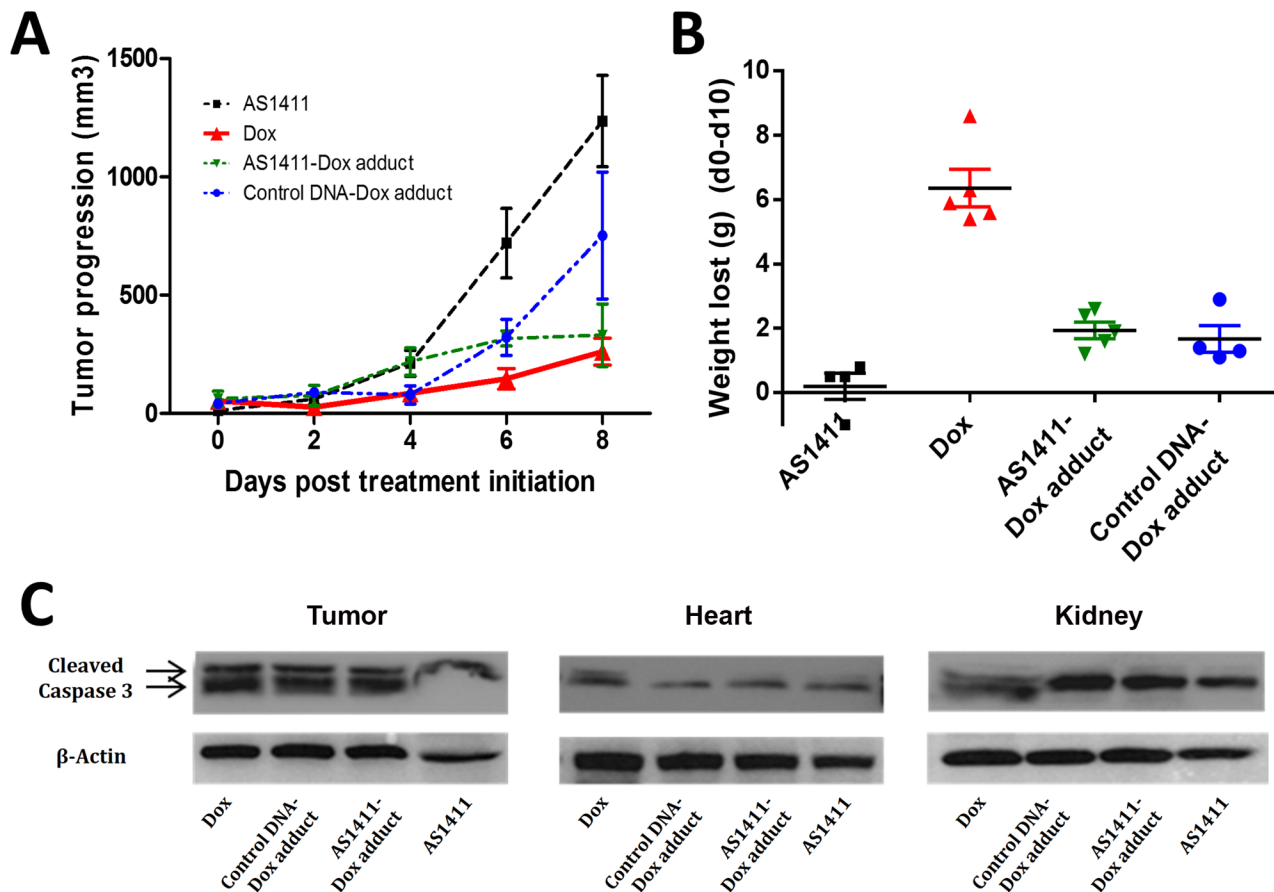 A
Tumor progression (mm3)
1500
1000
500
0
AS1411
Dox
AS1411-Dox adduct
Control DNA-Dox adduct
0 2 4 6 8
Days post treatment initiation
B
Weight lost (g) (d0-d10)
10
8
6
4
2
0
AS1411
Dox
AS1411-
Dox adduct
Control DNA-
Dox adduct
C
Tumor
Heart
Kidney
Cleaved
Caspase 3
β-Actin
Dox
Control DNA-
Dox adduct
AS1411-
Dox adduct
AS1411
Dox
Control DNA-
Dox adduct
AS1411-
Dox adduct
AS1411
Dox
Control DNA-
Dox adduct
AS1411-
Dox adduct
AS1411